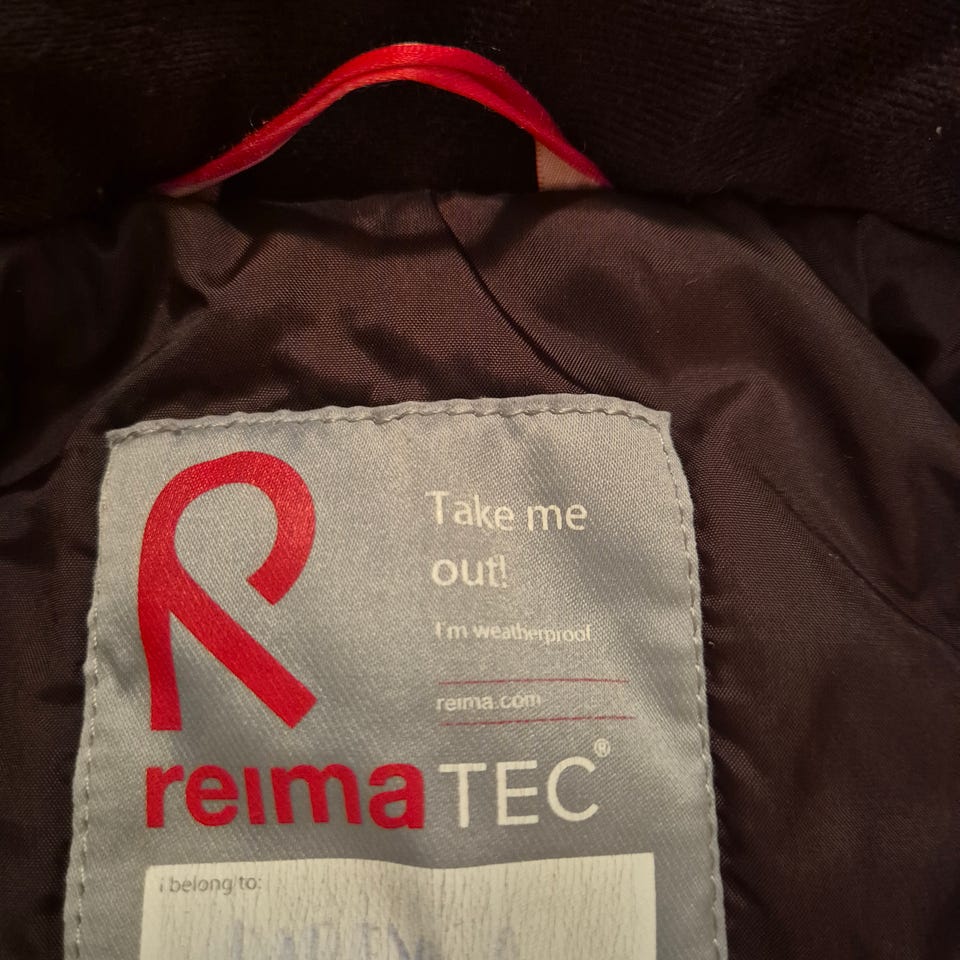 Take me
out!
I'm weatherproof
reima.com
reima TEC®
i belong to: